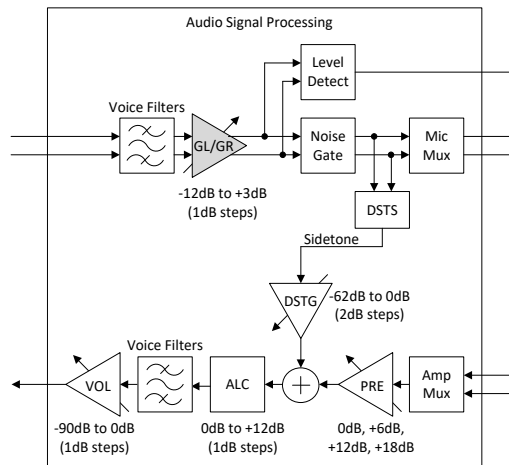 Audio Signal Processing
Level
Detect
Voice Filters
GL/GR
Noise
Gate
Mic
Mux
-12dB to +3dB
(1dB steps)
DSTS
Sidetone
DSTG
-62dB to 0dB
(2dB steps)
Voice Filters
VOL
ALC
+
PRE
Amp
Mux
-90dB to 0dB
(1dB steps)
0dB to +12dB
(1dB steps)
0dB, +6dB,
+12dB, +18dB